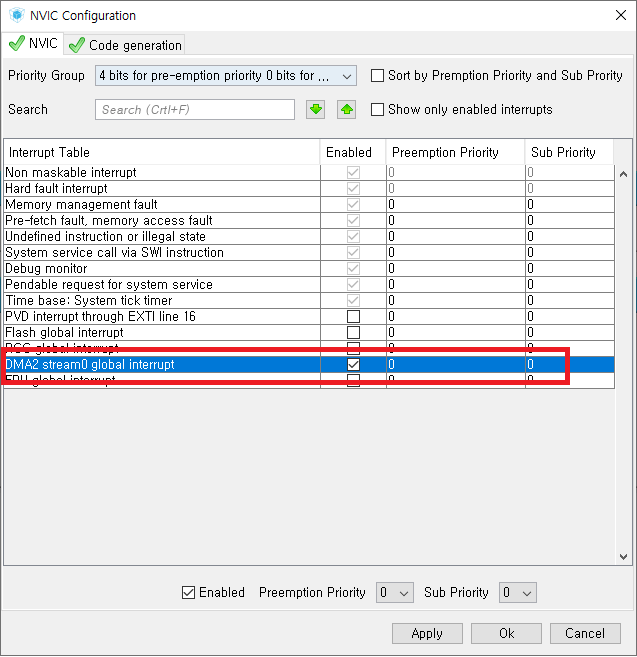 NVIC Configuration
NVIC Code generation
Priority Group 4 bits for pre-emption priority 0 bits for ... Sort by Premption Priority and Sub Prority
Search Search (CrtI+F) Show only enabled interrupts
Interrupt Table Enabled Preemption Priority Sub Priority
Non maskable interrupt 0 0
Hard fault interrupt 0 0
Memory management fault 0 0
Pre-fetch fault, memory access fault 0 0
Undefined instruction or illegal state 0 0
System service call via SWI instruction 0 0
Debug monitor 0 0
Pendable request for system service 0 0
Time base: System tick timer 0 0
PVD interrupt through EXTI line 16 0 0
Flash global interrupt 0 0
RCC global interrupt 0 0
DMA2 stream0 global interrupt 0 0
FPU global interrupt 0 0
Enabled Preemption Priority 0 Sub Priority 0
Apply Ok Cancel